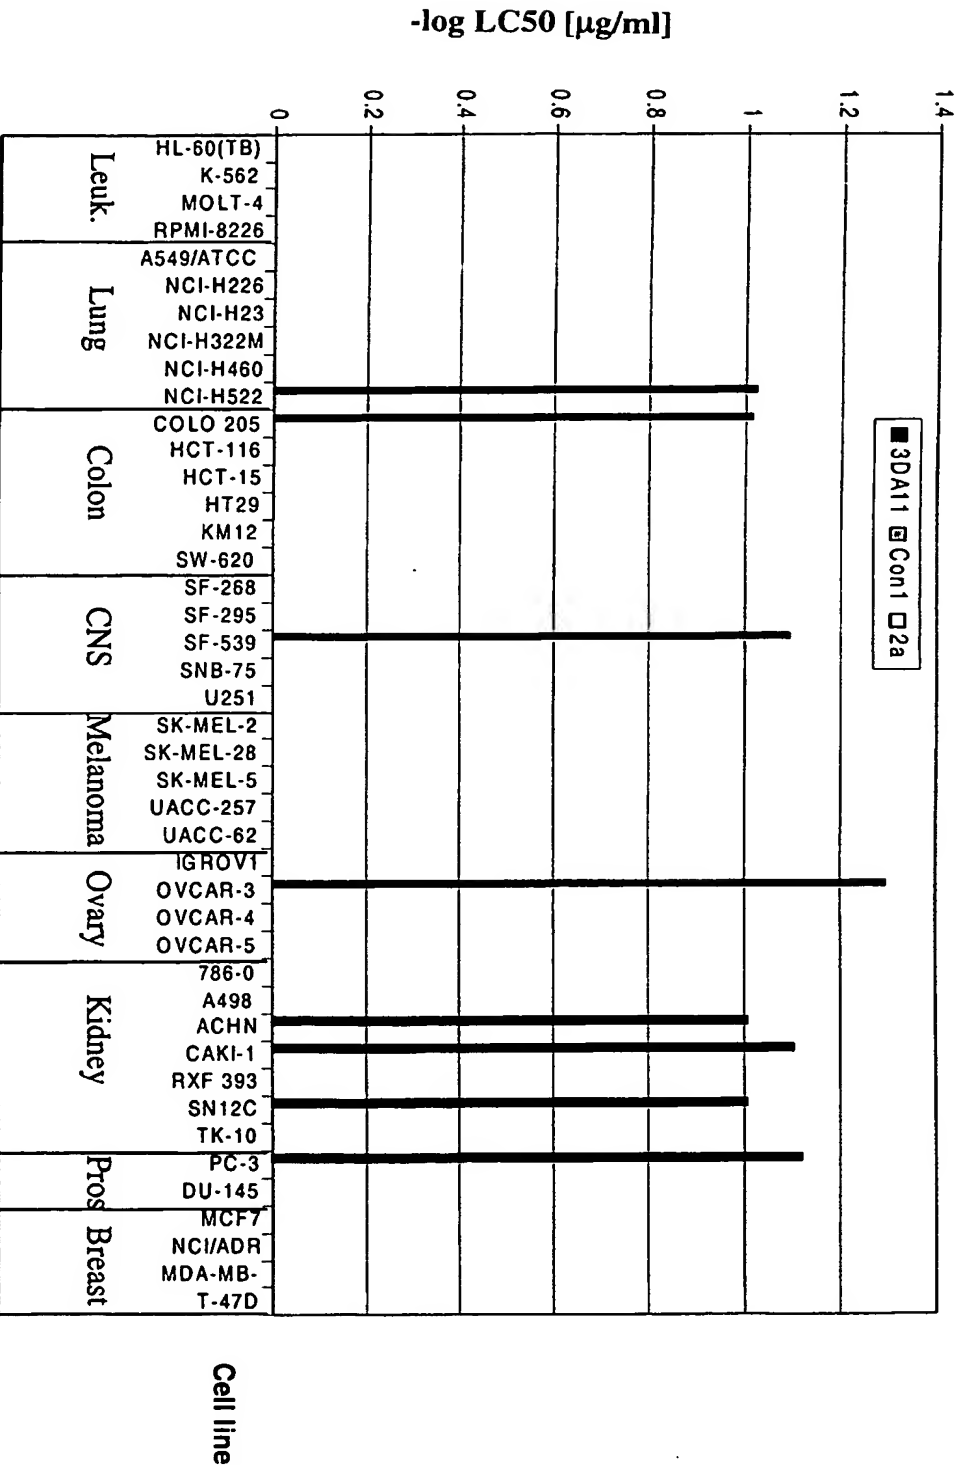 -log LC50 [µg/ml]
0
0.2
0.4
0.6
0.8
1
1.2
1.4
3DA11 Con1 2a
HL-60(TB)
K-562
MOLT-4
RPMI-8226
A549/ATCC
NCI-H226
NCI-H23
NCI-H322M
NCI-H460
NCI-H522
COLO 205
HCT-116
HCT-15
HT29
KM12
SW-620
SF-268
SF-295
SF-539
SNB-75
U251
SK-MEL-2
SK-MEL-28
SK-MEL-5
UACC-257
UACC-62
IGROV1
OVCAR-3
OVCAR-4
OVCAR-5
786-0
A498
ACHN
CAKI-1
RXF 393
SN12C
TK-10
PC-3
DU-145
MCF7
NCI/ADR
MDA-MB-
T-47D
Leuk.
Lung
Colon
CNS
Melanoma
Ovary
Kidney
Pros
Breast
Cell line